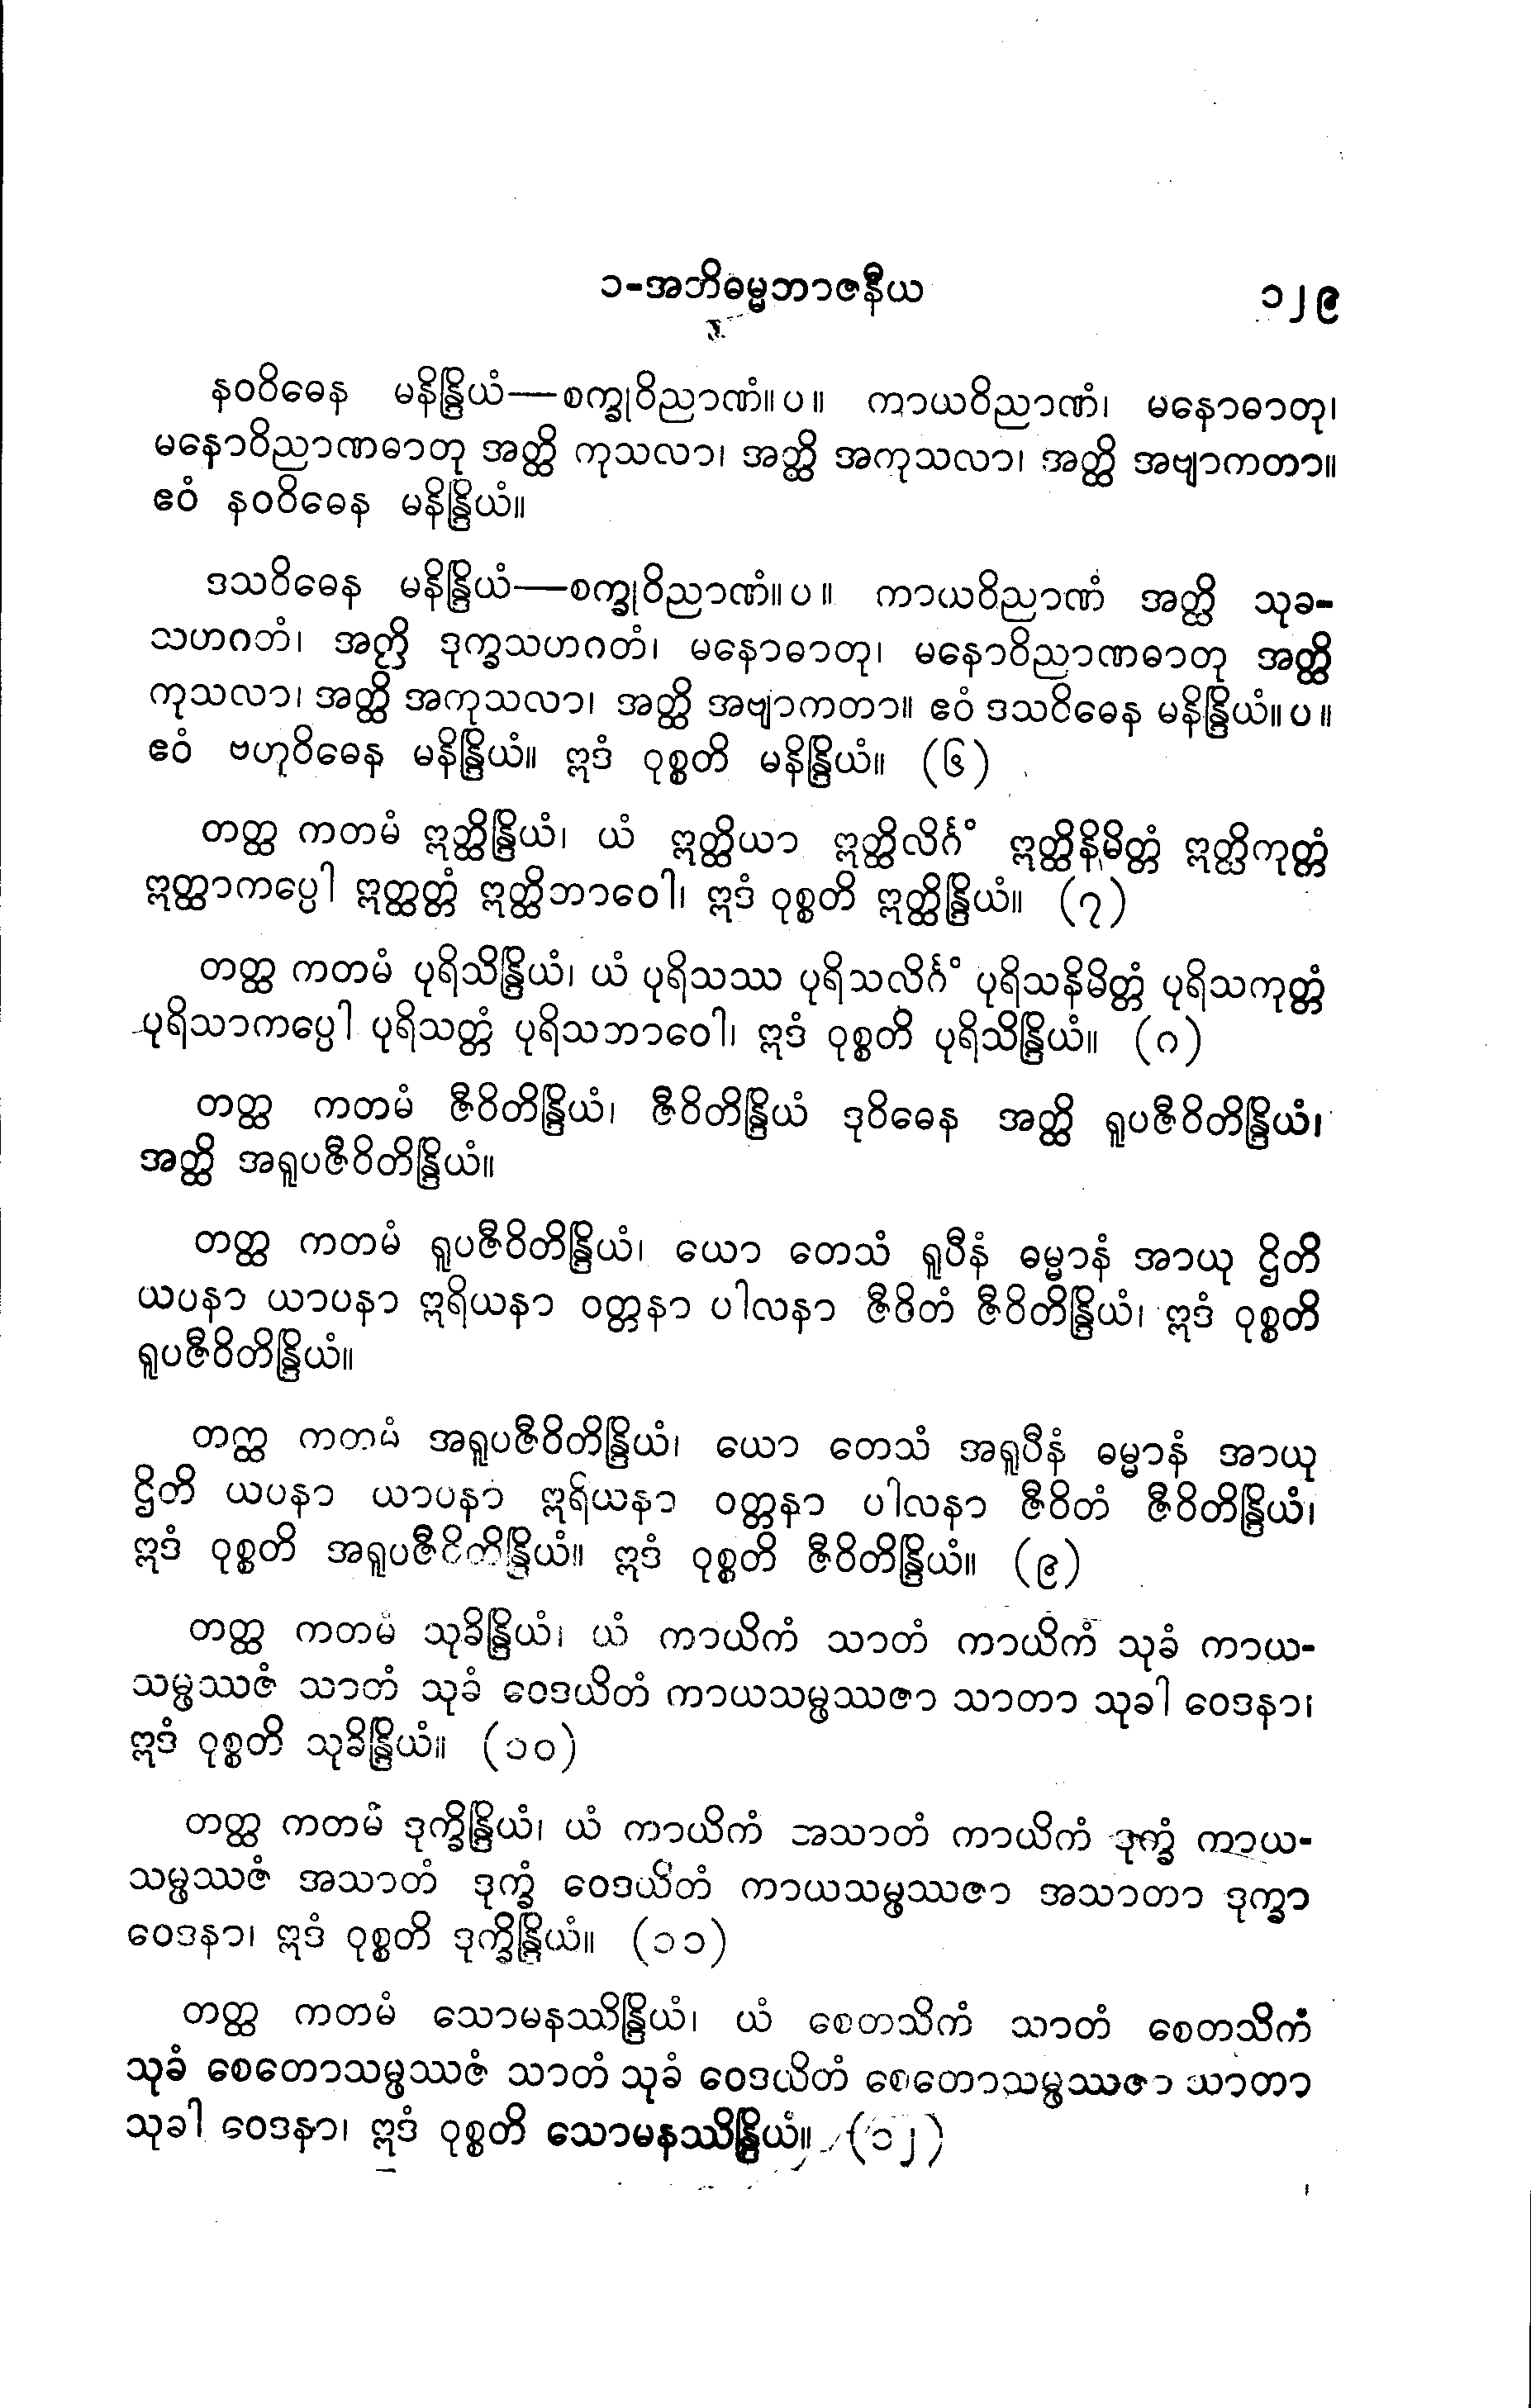 ၁-အဘိဓမ္မဘာဇနီယ ၁၂၉
နဝဝိဓေန မနိန္ဒြိယံ—စက္ခုဝိညာဏံ။ပ။ ကာယဝိညာဏံ၊ မနောဓာတု၊
မနောဝိညာဏဓာတု အတ္ထိ ကုသလာ၊ အတ္ထိ အကုသလာ၊ အတ္ထိ အဗျာကတာ။
ဧဝံ နဝဝိဓေန မနိန္ဒြိယံ။
ဒသဝိဓေန မနိန္ဒြိယံ—စက္ခုဝိညာဏံ။ပ။ ကာယဝိညာဏံ အတ္ထိ သုခ-
သဟဂတံ၊ အတ္ထိ ဒုက္ခသဟဂတံ၊ မနောဓာတု၊ မနောဝိညာဏဓာတု အတ္ထိ
ကုသလာ၊ အတ္ထိ အကုသလာ၊ အတ္ထိ အဗျာကတာ။ ဧဝံ ဒသဝိဓေန မနိန္ဒြိယံ။ပ။
ဧဝံ ဗဟုဝိဓေန မနိန္ဒြိယံ။ ဣဒံ ဝုစ္စတိ မနိန္ဒြိယံ။ (၆)
တတ္ထ ကတမံ ဣတ္ထိန္ဒြိယံ၊ ယံ ဣတ္ထိယာ ဣတ္ထိလိင်္ဂံ ဣတ္ထိနိမိတ္တံ ဣတ္ထိကုတ္တံ
ဣတ္ထာကပ္ပေါ ဣတ္ထတ္တံ ဣတ္ထိဘာဝေါ၊ ဣဒံ ဝုစ္စတိ ဣတ္ထိန္ဒြိယံ။ (၇)
တတ္ထ ကတမံ ပုရိသိန္ဒြိယံ၊ ယံ ပုရိသဿ ပုရိသလိင်္ဂံ ပုရိသနိမိတ္တံ ပုရိသကုတ္တံ
ပုရိသာကပ္ပေါ ပုရိသတ္တံ ပုရိသဘာဝေါ၊ ဣဒံ ဝုစ္စတိ ပုရိသိန္ဒြိယံ။ (၈)
တတ္ထ ကတမံ ဇီဝိတိန္ဒြိယံ၊ ဇီဝိတိန္ဒြိယံ ဒုဝိဓေန အတ္ထိ ရူပဇီဝိတိန္ဒြိယံ၊
အတ္ထိ အရူပဇီဝိတိန္ဒြိယံ။
တတ္ထ ကတမံ ရူပဇီဝိတိန္ဒြိယံ၊ ယော တေသံ ရူပီနံ ဓမ္မာနံ အာယု ဌိတိ
ယပနာ ယာပနာ ဣရိယနာ ဝတ္တနာ ပါလနာ ဇီဝိတံ ဇီဝိတိန္ဒြိယံ၊ ဣဒံ ဝုစ္စတိ
ရူပဇီဝိတိန္ဒြိယံ။
တတ္ထ ကတမံ အရူပဇီဝိတိန္ဒြိယံ၊ ယော တေသံ အရူပီနံ ဓမ္မာနံ အာယု
ဌိတိ ယပနာ ယာပနာ ဣရိယနာ ဝတ္တနာ ပါလနာ ဇီဝိတံ ဇီဝိတိန္ဒြိယံ၊
ဣဒံ ဝုစ္စတိ အရူပဇီဝိတိန္ဒြိယံ။ ဣဒံ ဝုစ္စတိ ဇီဝိတိန္ဒြိယံ။ (၉)
တတ္ထ ကတမံ သုခိန္ဒြိယံ၊ ယံ ကာယိကံ သာတံ ကာယိကံ သုခံ ကာယ-
သမ္ဖဿဇံ သာတံ သုခံ ဝေဒယိတံ ကာယသမ္ဖဿဇာ သာတာ သုခါ ဝေဒနာ၊
ဣဒံ ဝုစ္စတိ သုခိန္ဒြိယံ။ (၁၀)
တတ္ထ ကတမံ ဒုက္ခိန္ဒြိယံ၊ ယံ ကာယိကံ အသာတံ ကာယိကံ ဒုက္ခံ ကာယ-
သမ္ဖဿဇံ အသာတံ ဒုက္ခံ ဝေဒယိတံ ကာယသမ္ဖဿဇာ အသာတာ ဒုက္ခာ
ဝေဒနာ၊ ဣဒံ ဝုစ္စတိ ဒုက္ခိန္ဒြိယံ။ (၁၁)
တတ္ထ ကတမံ သောမနဿိန္ဒြိယံ၊ ယံ စေတသိကံ သာတံ စေတသိကံ
သုခံ စေတောသမ္ဖဿဇံ သာတံ သုခံ ဝေဒယိတံ စေတောသမ္ဖဿဇာ သာတာ
သုခါ ဝေဒနာ၊ ဣဒံ ဝုစ္စတိ သောမနဿိန္ဒြိယံ။ (၁၂)